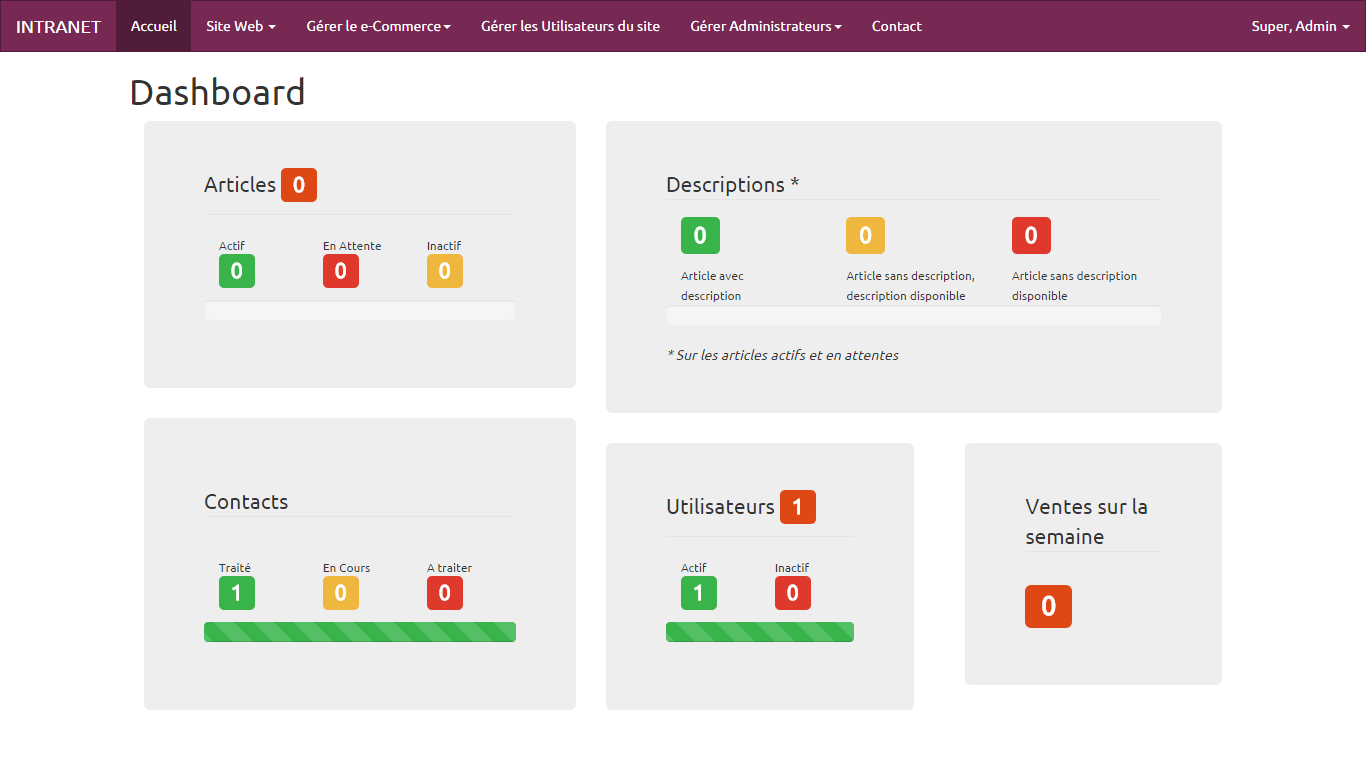 INTRANET Accueil Site Web Gérer le e-Commerce Gérer les Utilisateurs du site Gérer Administrateurs Contact Super, Admin
Dashboard
Articles 0
Actif En Attente Inactif
0 0 0
Descriptions *
0 0 0
Article avec description
Article sans description, description disponible
Article sans description disponible
* Sur les articles actifs et en attentes
Contacts
Traité En Cours A traiter
1 0 0
Utilisateurs 1
Actif Inactif
1 0
Ventes sur la
semaine
0